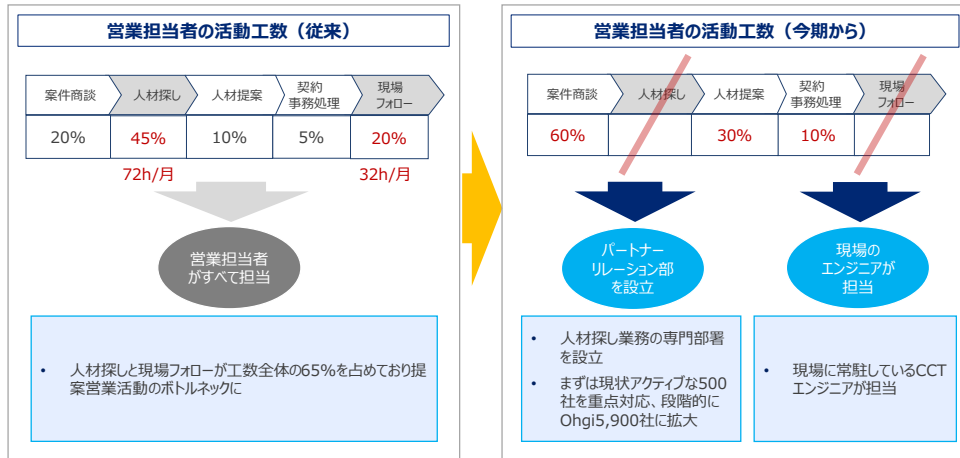 営業担当者の活動工数（従来）
案件商談
人材探し
人材提案
契約
事務処理
現場
フォロー
20%
45%
10%
5%
20%
72h/月
32h/月
営業担当者
がすべて担当
• 人材探しと現場フォローが工数全体の65%を占めており提
案営業活動のボトルネックに
営業担当者の活動工数（今期から）
案件商談
人材探し
人材提案
契約
事務処理
現場
フォロー
60%
30%
10%
パートナー
リレーション部
を設立
現場の
エンジニアが
担当
• 人材探し業務の専門部署
を設立
• まずは現状アクティブな500
社を重点対応、段階的に
Ohgi5,900社に拡大
• 現場に常駐しているCCT
エンジニアが担当